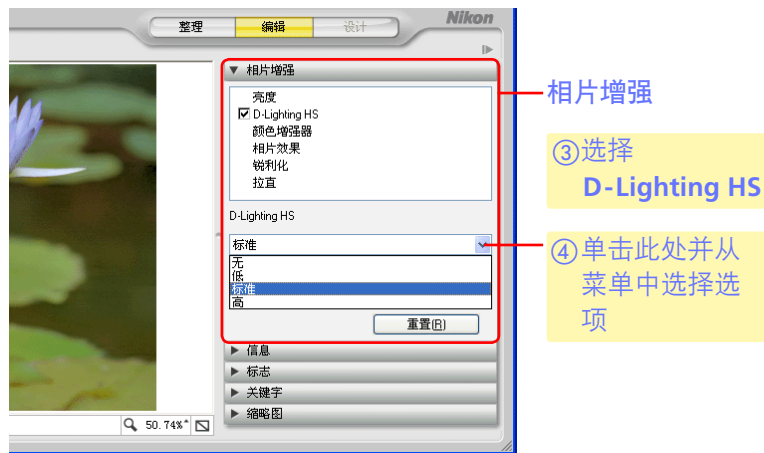 整理
编辑
设计
Nikon
相片增强
亮度
D-Lighting HS
颜色增强器
相片效果
锐利化
拉直
D-Lighting HS
标准
无
低
标准
高
重置(R)
信息
标志
关键字
缩略图
50.74%
相片增强
③选择
D-Lighting HS
④单击此处并从
菜单中选择选
项